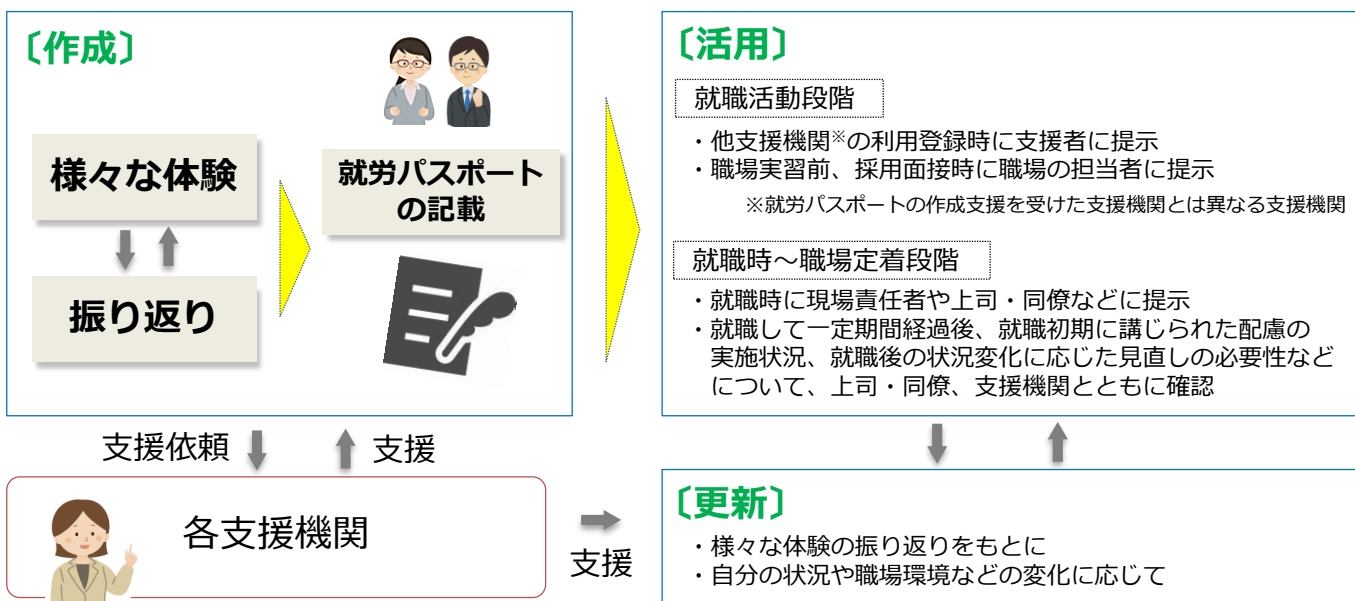 〔作成〕
様々な体験
振り返り
就労パスポート
の記載
支援依頼
支援
各支援機関
支援
〔活用〕
就職活動段階
・他支援機関※の利用登録時に支援者に提示
・職場実習前、採用面接時に職場の担当者に提示
※就労パスポートの作成支援を受けた支援機関とは異なる支援機関
就職時～職場定着段階
・就職時に現場責任者や上司・同僚などに提示
・就職して一定期間経過後、就職初期に講じられた配慮の
実施状況、就職後の状況変化に応じた見直しの必要性など
について、上司・同僚、支援機関とともに確認
〔更新〕
・様々な体験の振り返りをもとに
・自分の状況や職場環境などの変化に応じて